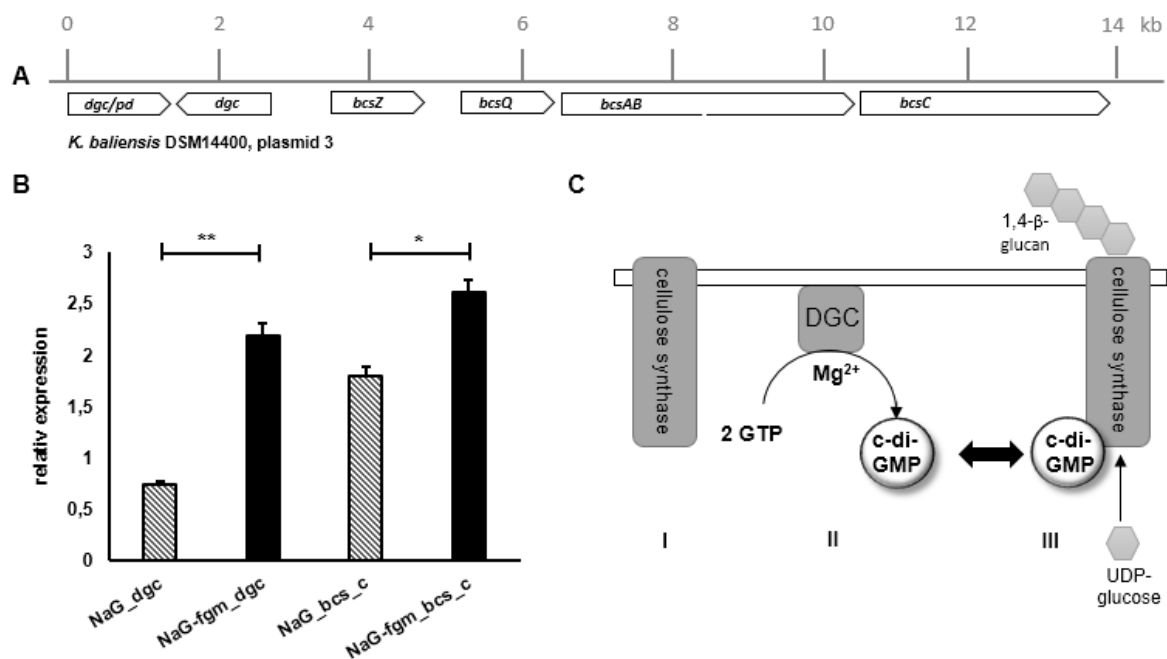 0 2 4 6 8 10 12 14 kb
A
dgc/pd dgc bcsZ bcsQ bcsAB bcsC
K. baliensis DSM14400, plasmid 3
B
relativ expression
3
2,5
2
1,5
1
0,5
0
** *
NaG_dgc
NaG-fgm_dgc
NaG_bcs_c
NaG-fgm_bcs_c
C
1,4-β-
glucan
cellulose synthase
DGC
Mg2+
2 GTP
c-di-
GMP
c-di-
GMP
cellulose synthase
I II III
UDP-
glucose